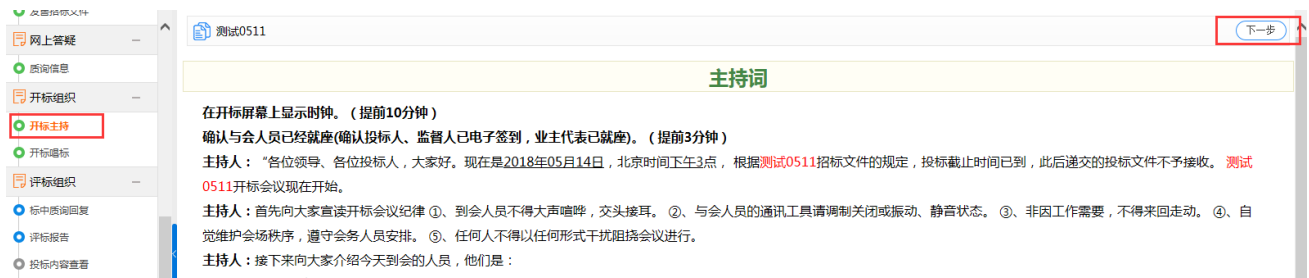 发售招标文件
网上答疑
质询信息
开标组织
开标主持
开标唱标
评标组织
标中质询回复
评标报告
投标内容查看
测试0511
下一步
主持词
在开标屏幕上显示时钟。（提前10分钟）
确认与会人员已经就座(确认投标人、监督人已电子签到，业主代表已就座)。（提前3分钟）
主持人：“各位领导、各位投标人，大家好。现在是2018年05月14日，北京时间下午3点， 根据测试0511招标文件的规定，投标截止时间已到，此后递交的投标文件不予接收。 测试
0511开标会议现在开始。
主持人：首先向大家宣读开标会议纪律 ①、到会人员不得大声喧哗，交头接耳。 ②、与会人员的通讯工具请调制关闭或振动、静音状态。 ③、非因工作需要，不得来回走动。 ④、自
觉维护会场秩序，遵守会务人员安排。 ⑤、任何人不得以任何形式干扰阻挠会议进行。
主持人：接下来向大家介绍今天到会的人员，他们是：